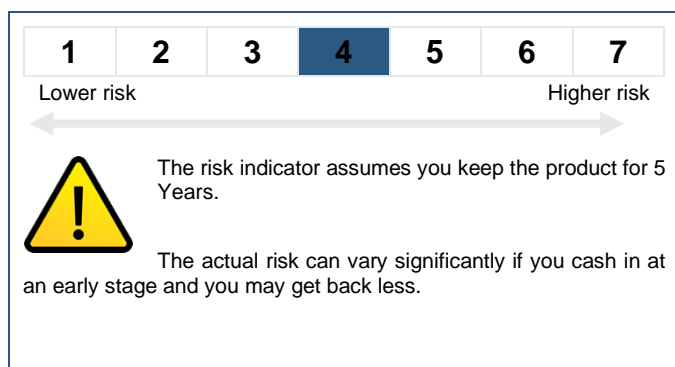 1 2 3 4 5 6 7
Lower risk Higher risk
The risk indicator assumes you keep the product for 5
Years.
The actual risk can vary significantly if you cash in at
an early stage and you may get back less.